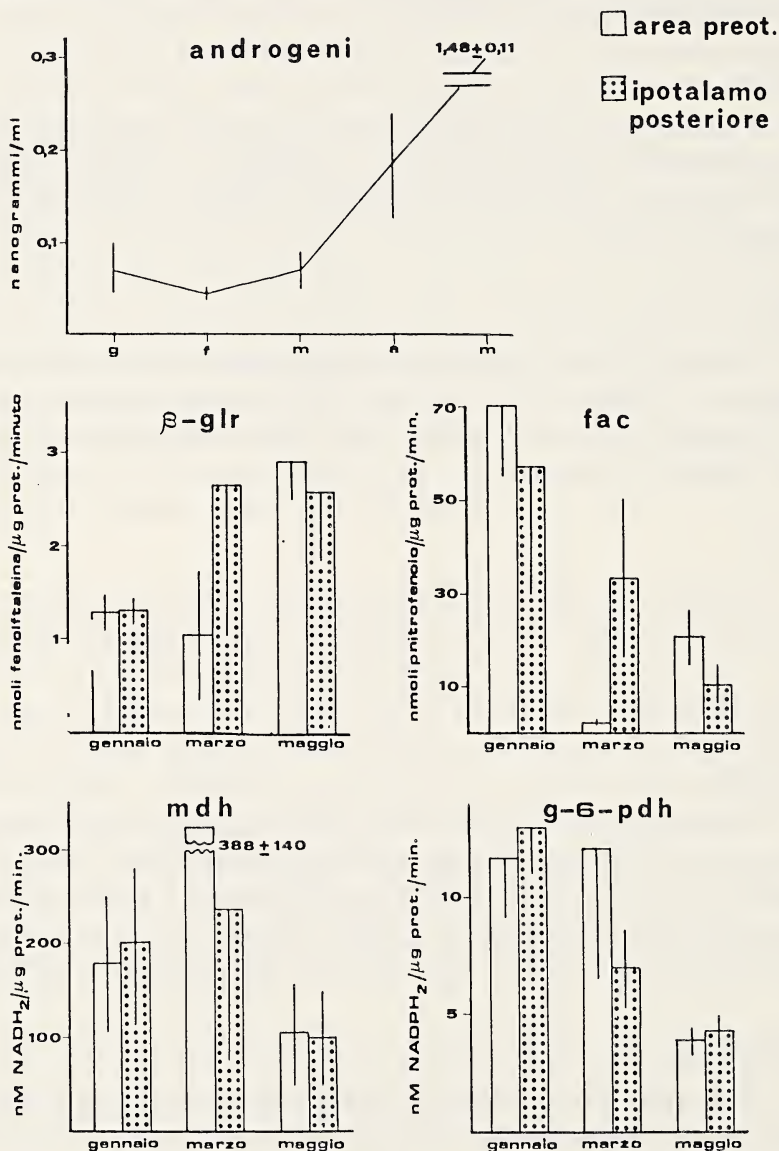 androgeni
1,48±0,11
area preot.
ipotalamo
posteriore
nanogrammi/ml
0,3
0,2
0,1
g f m a m
β-glr
nmoli fenolftaleina/μg prot./minuto
3
2
1
gennaio marzo maggio
fac
nmoli pnitrofenolo/μg prot./min.
70
50
30
10
gennaio marzo maggio
mdh
388±140
nM NADH₂/μg prot./min.
300
200
100
gennaio marzo maggio
g-6-pdh
nM NADPH₂/μg prot./min.
10
5
gennaio marzo maggio